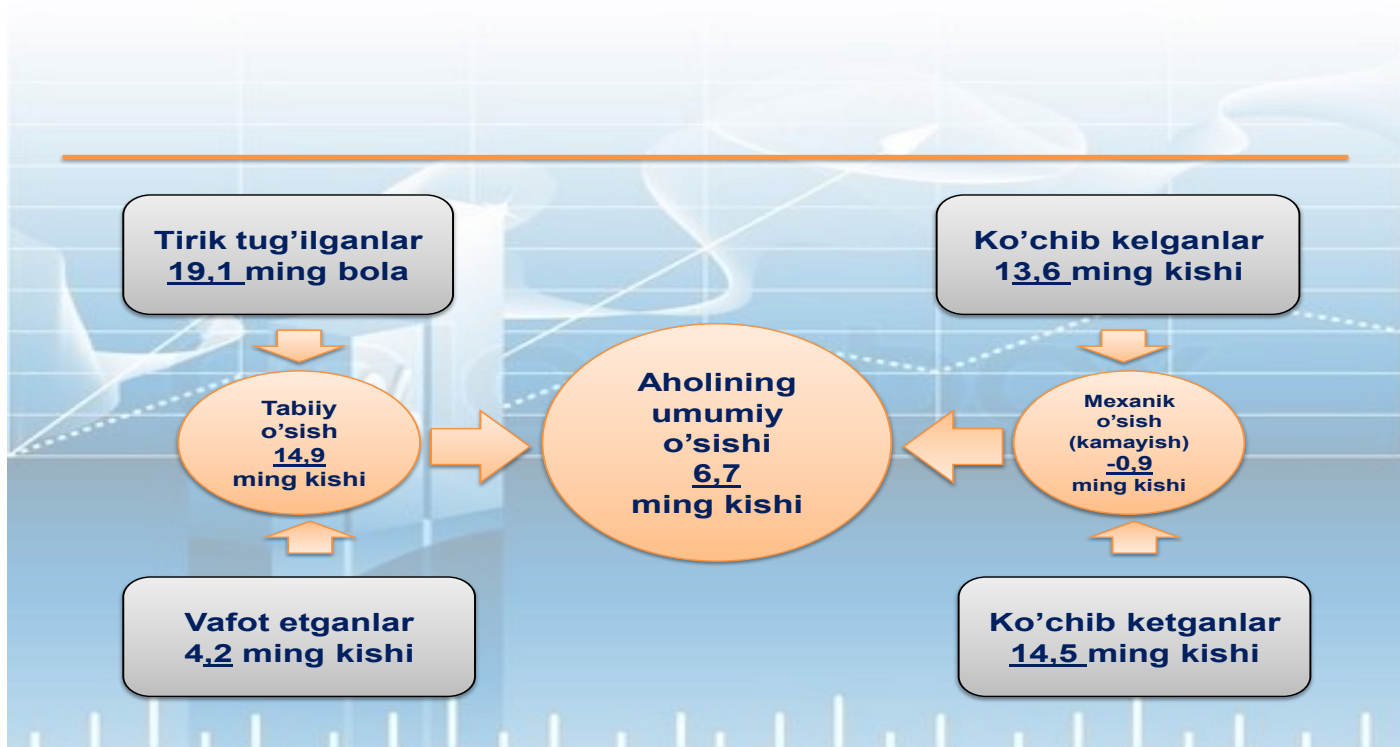 Tirik tug’ilganlar
19,1 ming bola
Ko’chib kelganlar
13,6 ming kishi
Tabiiy
o’sish
14,9
ming kishi
Aholining
umumiy
o’sishi
6,7
ming kishi
Mexanik
o’sish
(kamayish)
-0,9
ming kishi
Vafot etganlar
4,2 ming kishi
Ko’chib ketganlar
14,5 ming kishi